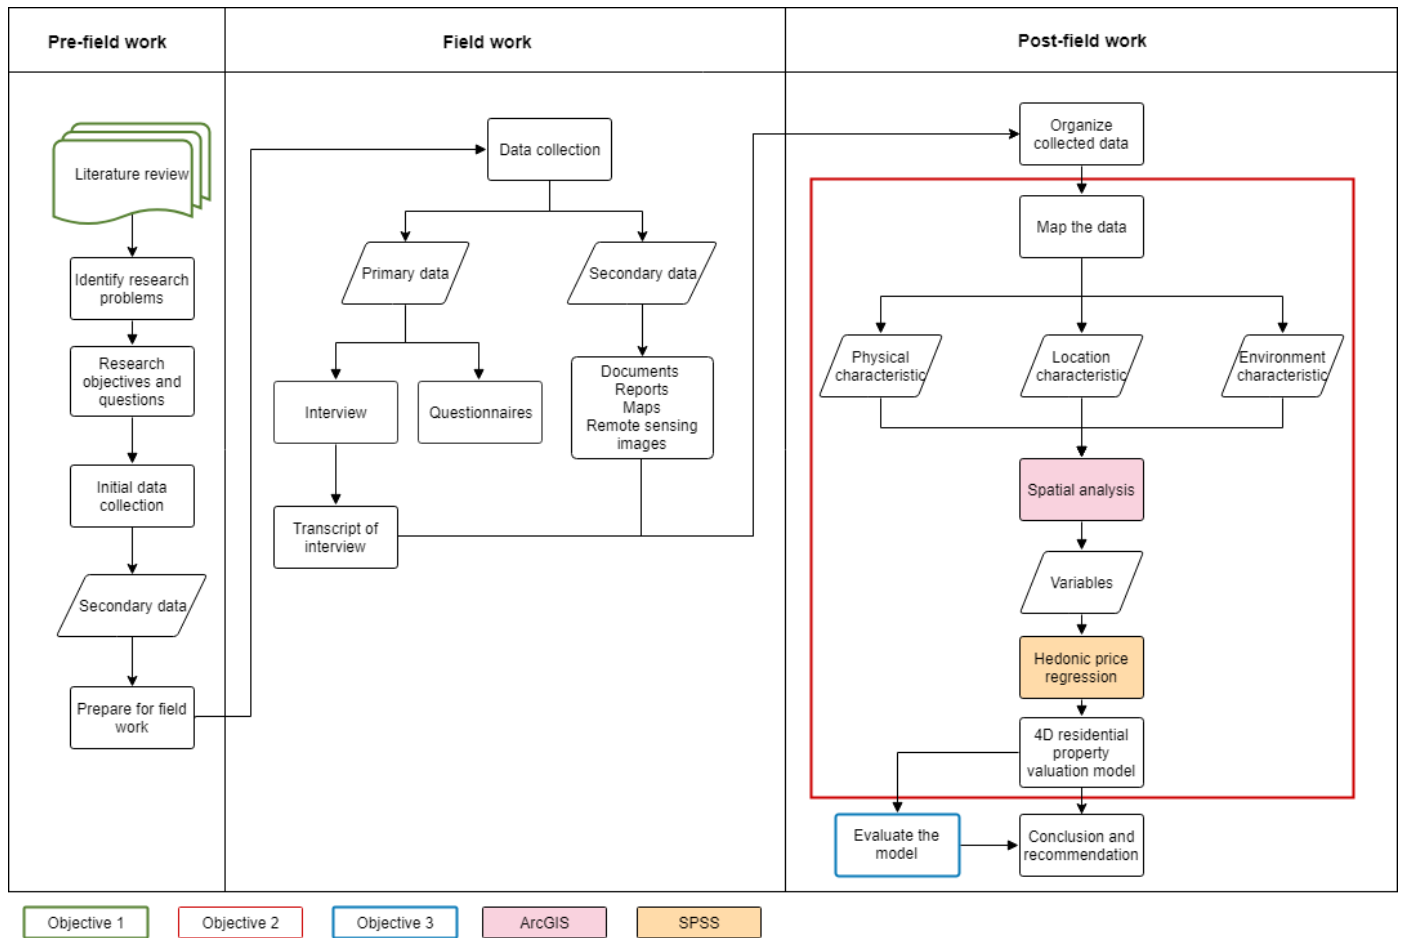 Pre-field work
Field work
Post-field work
Literature review
Identify research
problems
Research
objectives and
questions
Initial data
collection
Secondary data
Prepare for field
work
Data collection
Primary data
Secondary data
Interview
Questionnaires
Documents
Reports
Maps
Remote sensing
images
Transcript of
interview
Organize
collected data
Map the data
Physical
characteristic
Location
characteristic
Environment
characteristic
Spatial analysis
Variables
Hedonic price
regression
4D residential
property
valuation model
Evaluate the
model
Conclusion and
recommendation
Objective 1
Objective 2
Objective 3
ArcGIS
SPSS